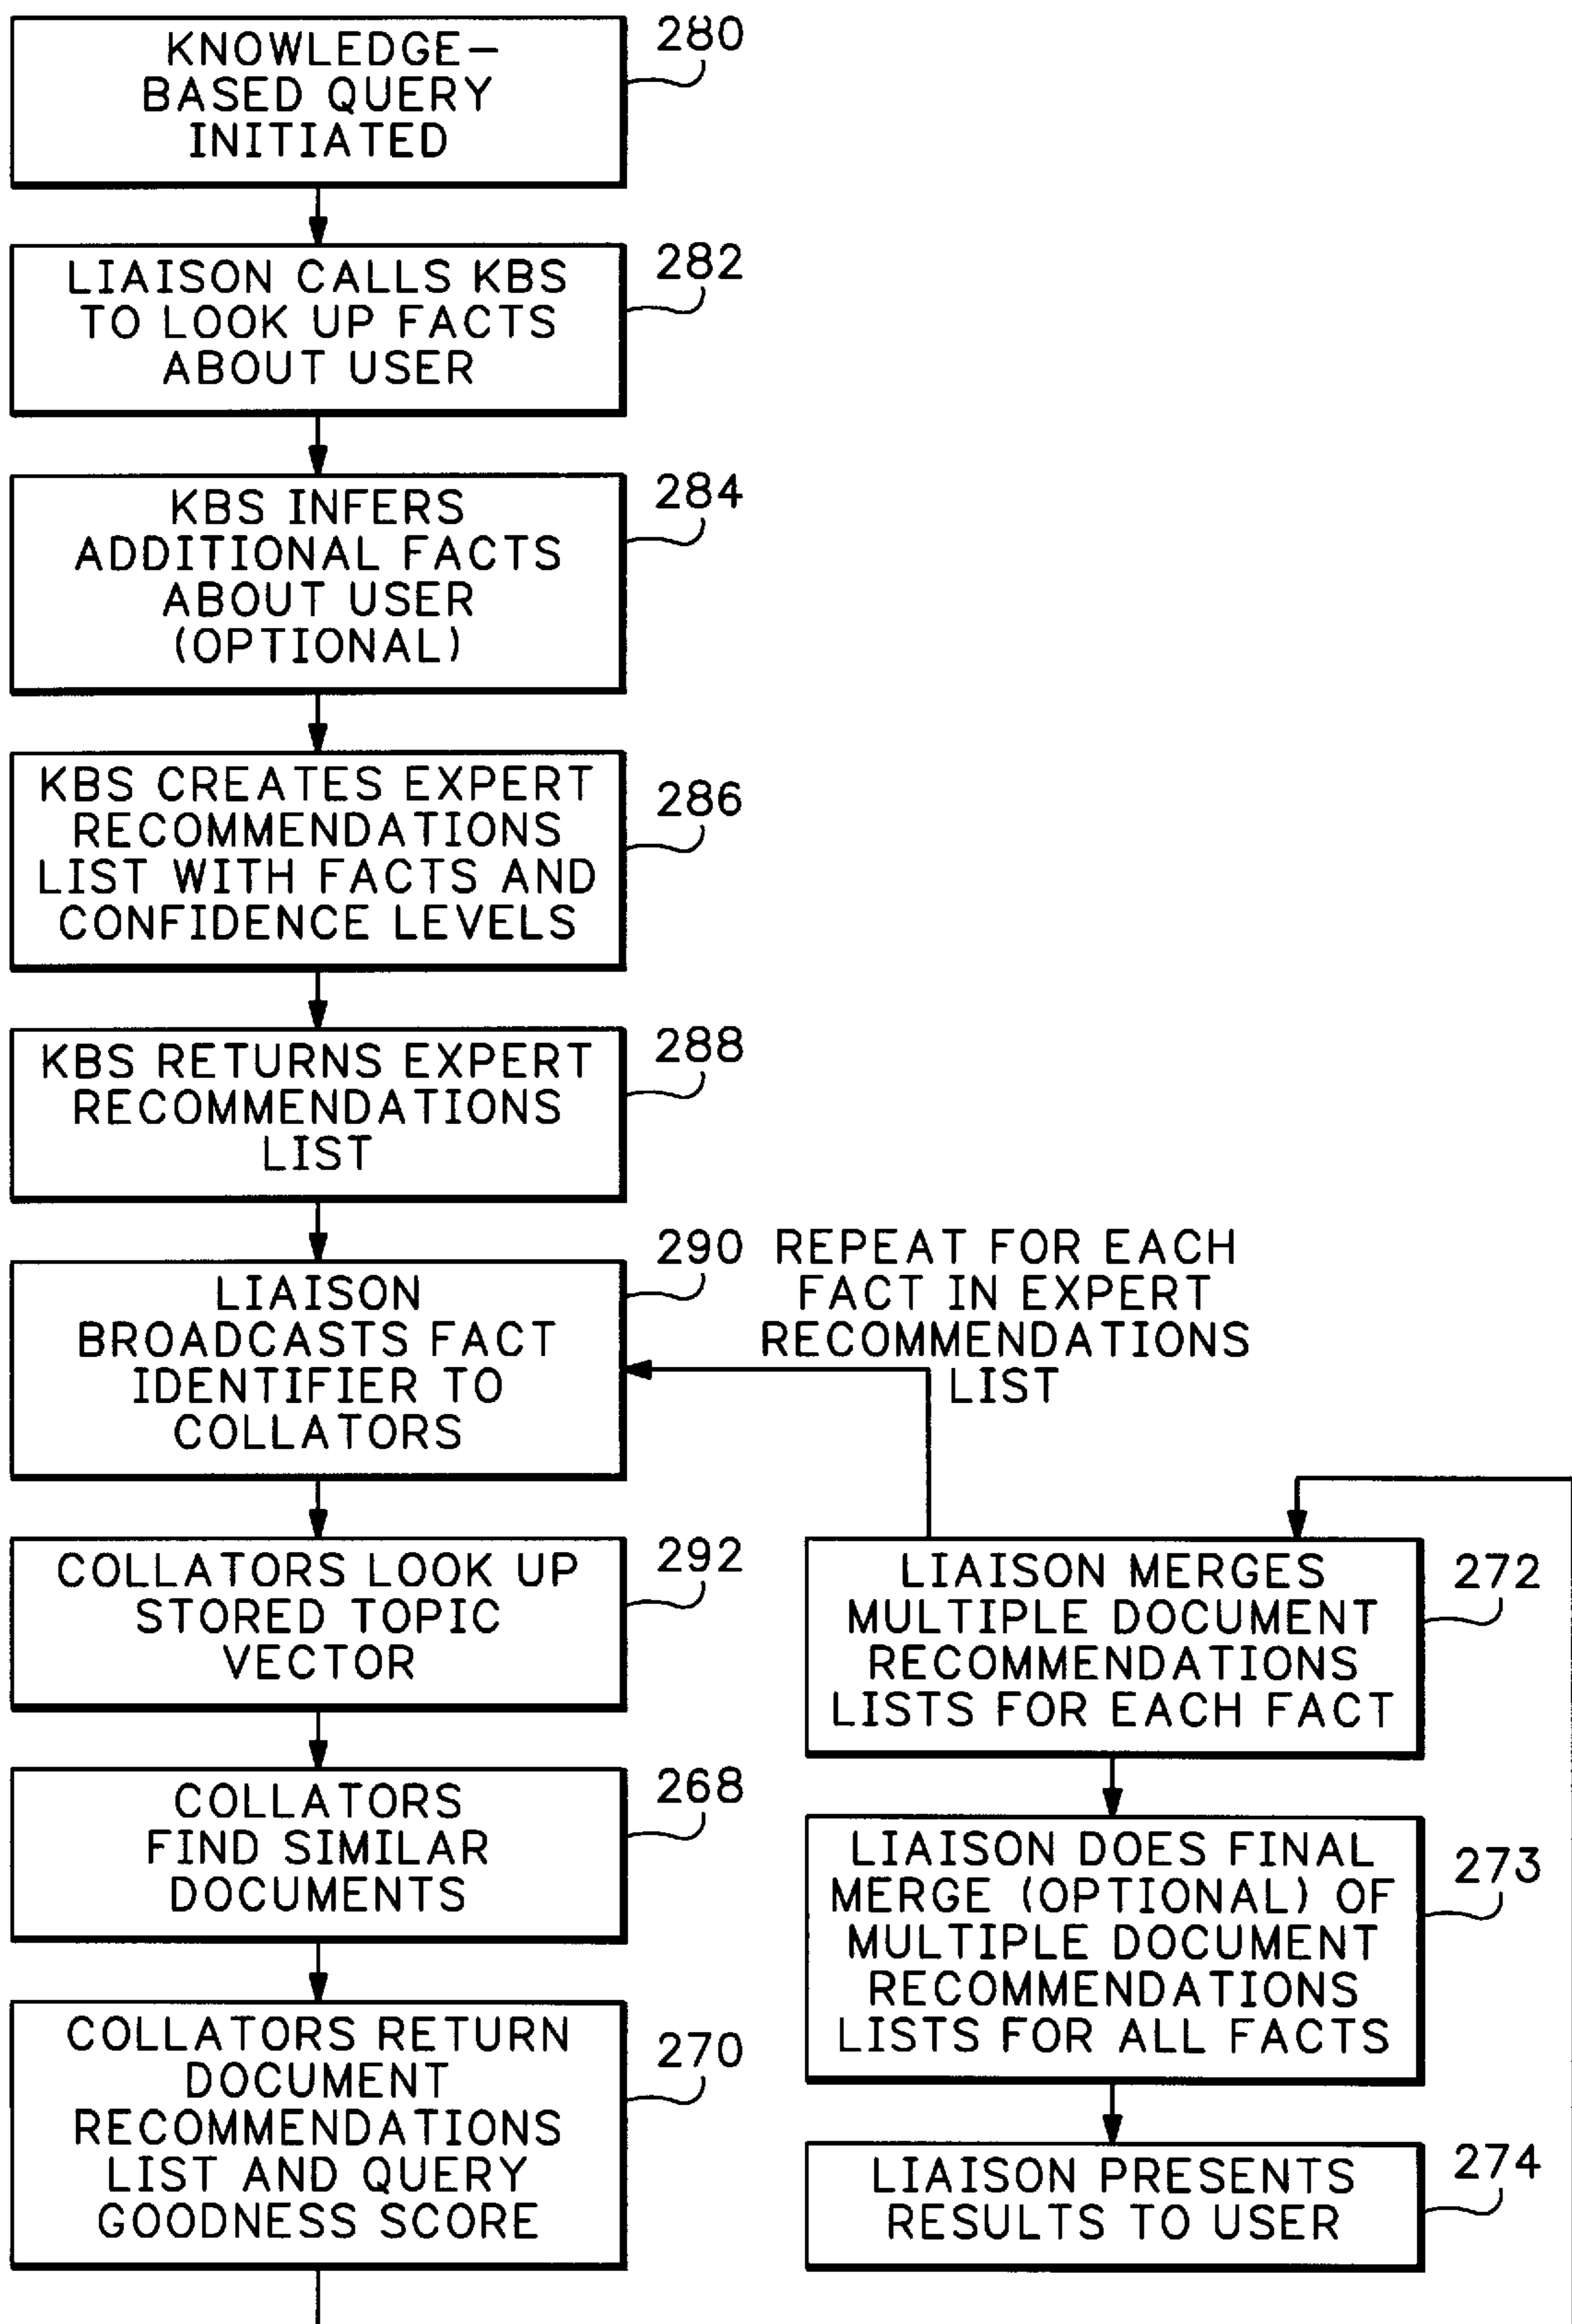 KNOWLEDGE-
BASED QUERY
INITIATED
280
LIAISON CALLS KBS
TO LOOK UP FACTS
ABOUT USER
282
KBS INFERS
ADDITIONAL FACTS
ABOUT USER
(OPTIONAL)
284
KBS CREATES EXPERT
RECOMMENDATIONS
LIST WITH FACTS AND
CONFIDENCE LEVELS
286
KBS RETURNS EXPERT
RECOMMENDATIONS
LIST
288
LIAISON
BROADCASTS FACT
IDENTIFIER TO
COLLATORS
290
REPEAT FOR EACH
FACT IN EXPERT
RECOMMENDATIONS
LIST
COLLATORS LOOK UP
STORED TOPIC
VECTOR
292
COLLATORS
FIND SIMILAR
DOCUMENTS
268
COLLATORS RETURN
DOCUMENT
RECOMMENDATIONS
LIST AND QUERY
GOODNESS SCORE
270
LIAISON MERGES
MULTIPLE DOCUMENT
RECOMMENDATIONS
LISTS FOR EACH FACT
272
LIAISON DOES FINAL
MERGE (OPTIONAL) OF
MULTIPLE DOCUMENT
RECOMMENDATIONS
LISTS FOR ALL FACTS
273
LIAISON PRESENTS
RESULTS TO USER
274